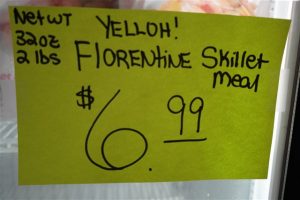 Net WT
32oz
2 lbs
YELLOH!
FLORENTINE Skillet
meal
$6.99